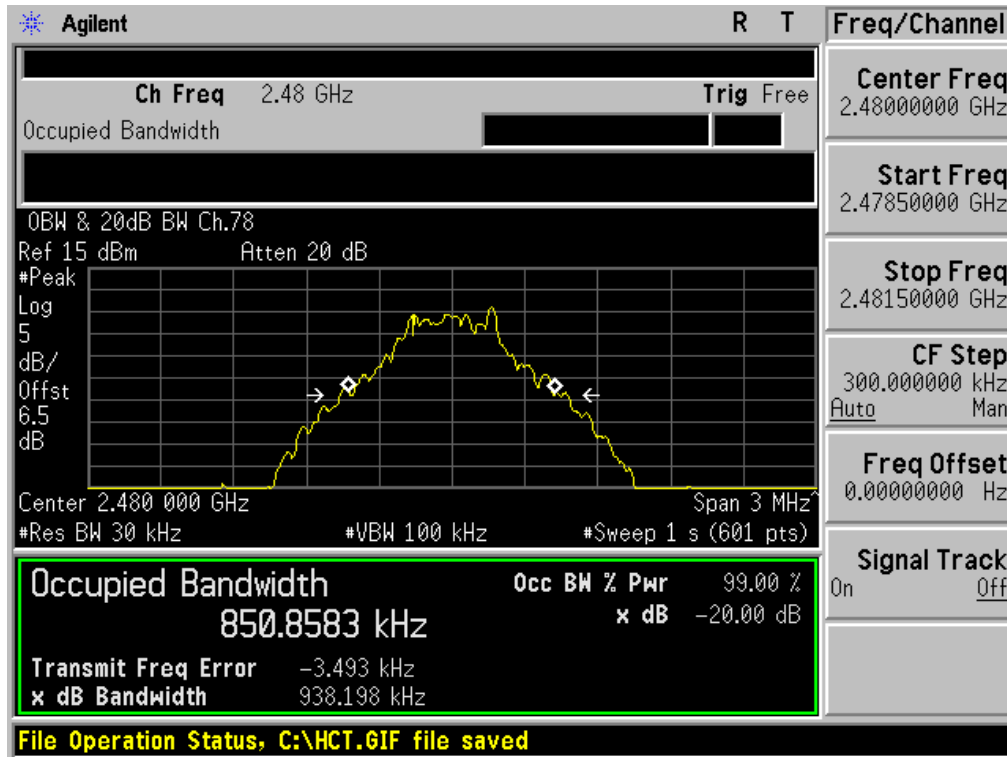 Agilent R T
Freq/Channel
Ch Freq 2.48 GHz Trig Free
Occupied Bandwidth
OBW & 20dB BW Ch.78
Ref 15 dBm Atten 20 dB
#Peak
Log
5
dB/
Offst
6.5
dB
Center 2.480 000 GHz Span 3 MHz^
#Res BW 30 kHz #VBW 100 kHz #Sweep 1 s (601 pts)
Occupied Bandwidth Occ BW % Pwr 99.00 %
850.8583 kHz x dB -20.00 dB
Transmit Freq Error -3.493 kHz
x dB Bandwidth 938.198 kHz
File Operation Status, C:\HCT.GIF file saved
Center Freq
2.48000000 GHz
Start Freq
2.47850000 GHz
Stop Freq
2.48150000 GHz
CF Step
300.000000 kHz
Auto Man
Freq Offset
0.00000000 Hz
Signal Track
On Off